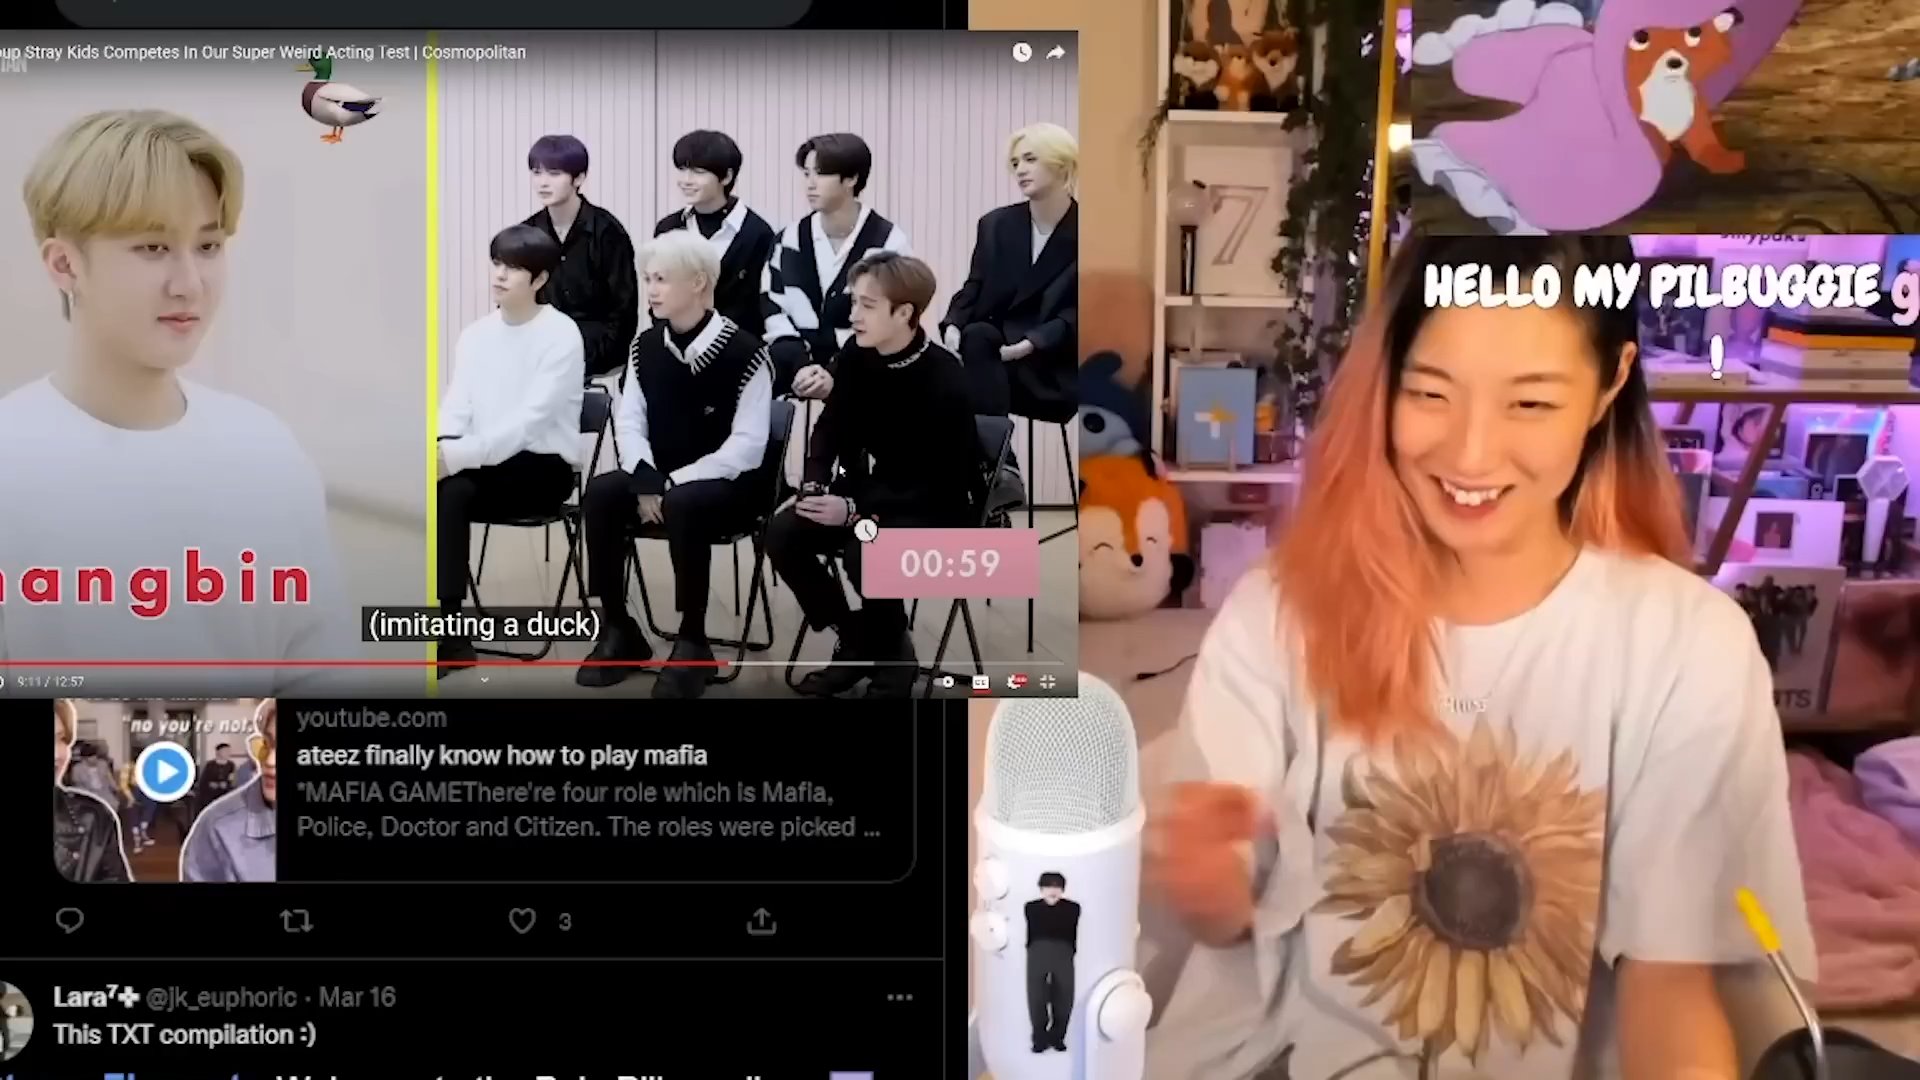 oup Stray Kids Competes In Our Super Weird Acting Test | Cosmopolitan
7
HELLO MY PILBUGGIE g
!
hangbin
00:59
(imitating a duck)
9:11 / 12:57
"no you're not."
youtube.com
ateez finally know how to play mafia
*MAFIA GAMEThere're four role which is Mafia,
Police, Doctor and Citizen. The roles were picked ...
3
Lara⁷✢ @jk_euphoric · Mar 16
This TXT compilation :)